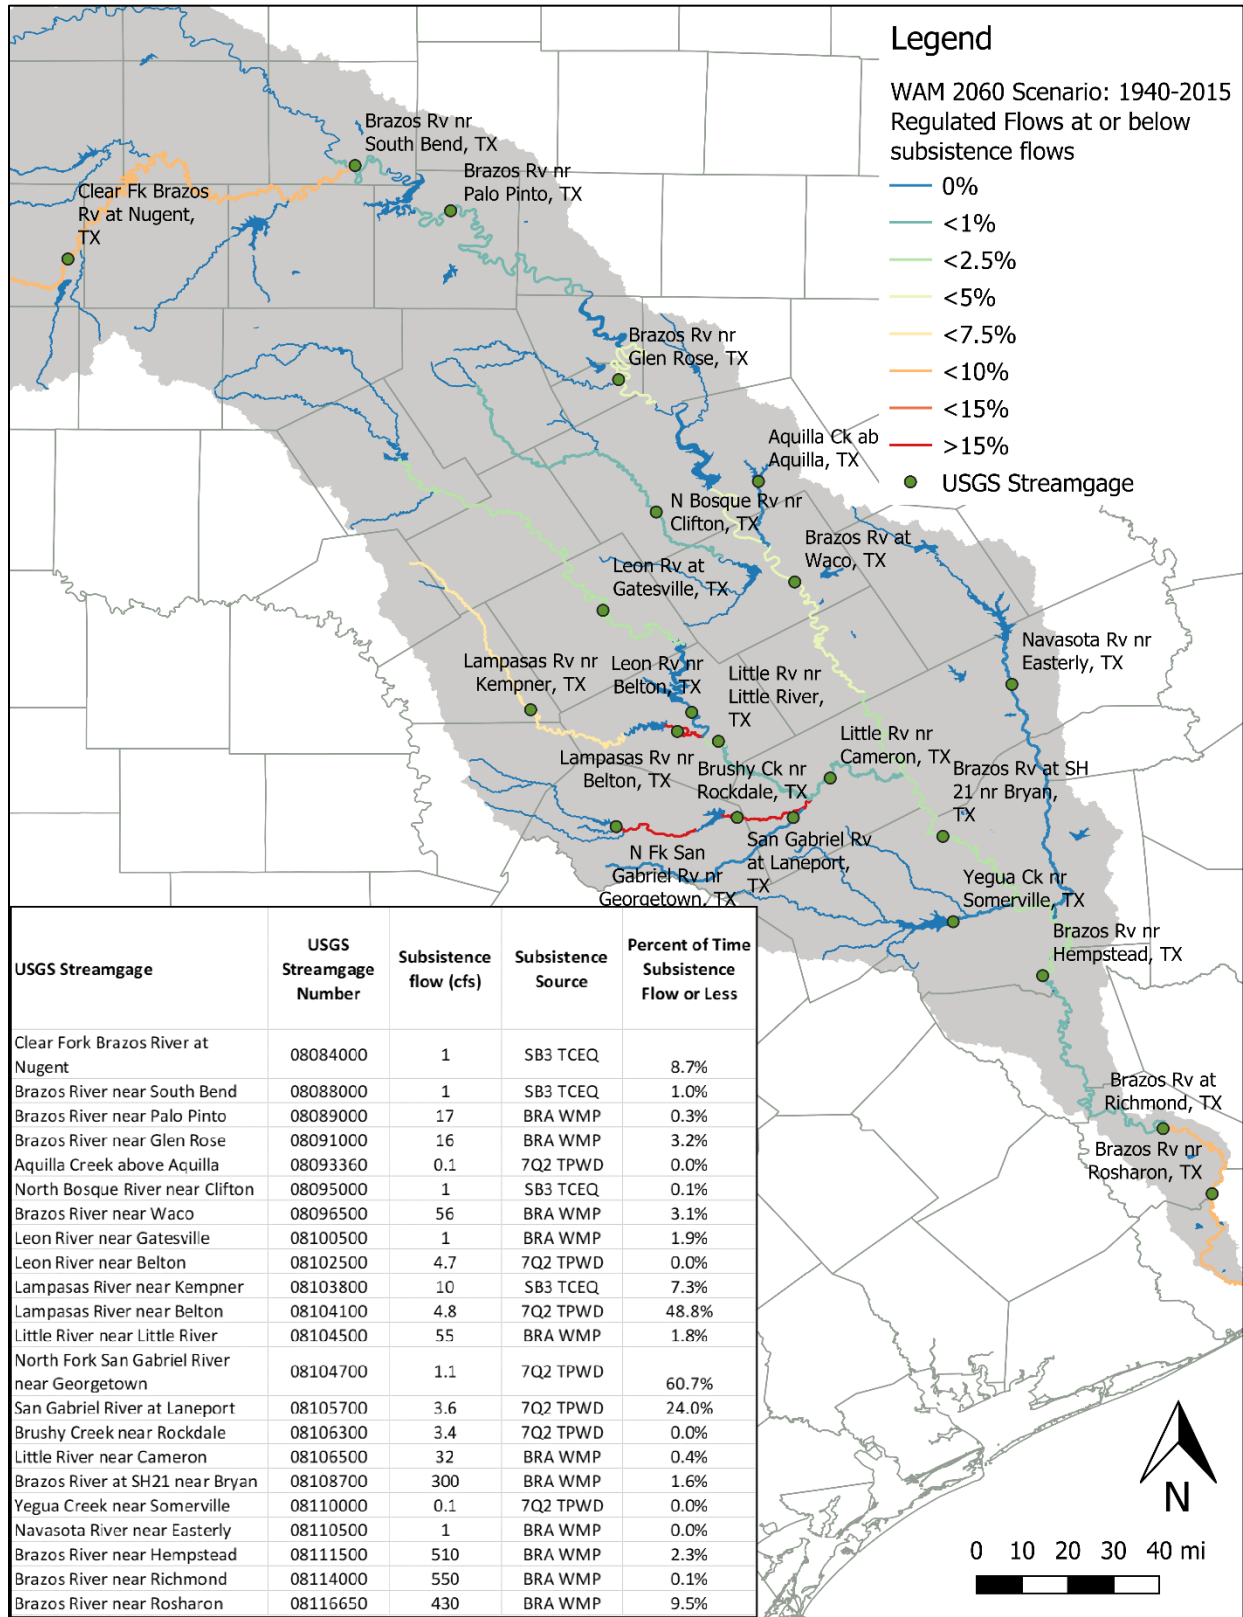 Legend
WAM 2060 Scenario: 1940-2015
Regulated Flows at or below
subsistence flows
0%
<1%
<2.5%
<5%
<7.5%
<10%
<15%
>15%
USGS Streamgage
Brazos Rv nr
South Bend, TX
Brazos Rv nr
Palo Pinto, TX
Clear Fk Brazos
Rv at Nugent,
TX
Brazos Rv nr
Glen Rose, TX
Aquilla Ck ab
Aquilla, TX
N Bosque Rv nr
Clifton, TX
Brazos Rv at
Waco, TX
Leon Rv at
Gatesville, TX
Navasota Rv nr
Easterly, TX
Lampasas Rv nr
Kempner, TX
Leon Rv nr
Belton, TX
Little Rv nr
Little River,
TX
Little Rv nr
Cameron, TX
Lampasas Rv nr
Belton, TX
Brushy Ck nr
Rockdale, TX
Brazos Rv at SH
21 nr Bryan,
TX
San Gabriel Rv
at Laneport,
TX
N Fk San
Gabriel Rv nr
Georgetown, TX
Yegua Ck nr
Somerville, TX
Brazos Rv nr
Hempstead, TX
Brazos Rv at
Richmond, TX
Brazos Rv nr
Rosharon, TX
USGS Streamgage
USGS
Streamgage
Number
Subsistence
flow (cfs)
Subsistence
Source
Percent of Time
Subsistence
Flow or Less
Clear Fork Brazos River at
Nugent 08084000 1 SB3 TCEQ 8.7%
Brazos River near South Bend 08088000 1 SB3 TCEQ 1.0%
Brazos River near Palo Pinto 08089000 17 BRA WMP 0.3%
Brazos River near Glen Rose 08091000 16 BRA WMP 3.2%
Aquilla Creek above Aquilla 08093360 0.1 7Q2 TPWD 0.0%
North Bosque River near Clifton 08095000 1 SB3 TCEQ 0.1%
Brazos River near Waco 08096500 56 BRA WMP 3.1%
Leon River near Gatesville 08100500 1 BRA WMP 1.9%
Leon River near Belton 08102500 4.7 7Q2 TPWD 0.0%
Lampasas River near Kempner 08103800 10 SB3 TCEQ 7.3%
Lampasas River near Belton 08104100 4.8 7Q2 TPWD 48.8%
Little River near Little River 08104500 55 BRA WMP 1.8%
North Fork San Gabriel River
near Georgetown 08104700 1.1 7Q2 TPWD 60.7%
San Gabriel River at Laneport 08105700 3.6 7Q2 TPWD 24.0%
Brushy Creek near Rockdale 08106300 3.4 7Q2 TPWD 0.0%
Little River near Cameron 08106500 32 BRA WMP 0.4%
Brazos River at SH21 near Bryan 08108700 300 BRA WMP 1.6%
Yegua Creek near Somerville 08110000 0.1 7Q2 TPWD 0.0%
Navasota River near Easterly 08110500 1 BRA WMP 0.0%
Brazos River near Hempstead 08111500 510 BRA WMP 2.3%
Brazos River near Richmond 08114000 550 BRA WMP 0.1%
Brazos River near Rosharon 08116650 430 BRA WMP 9.5%
N
0 10 20 30 40 mi